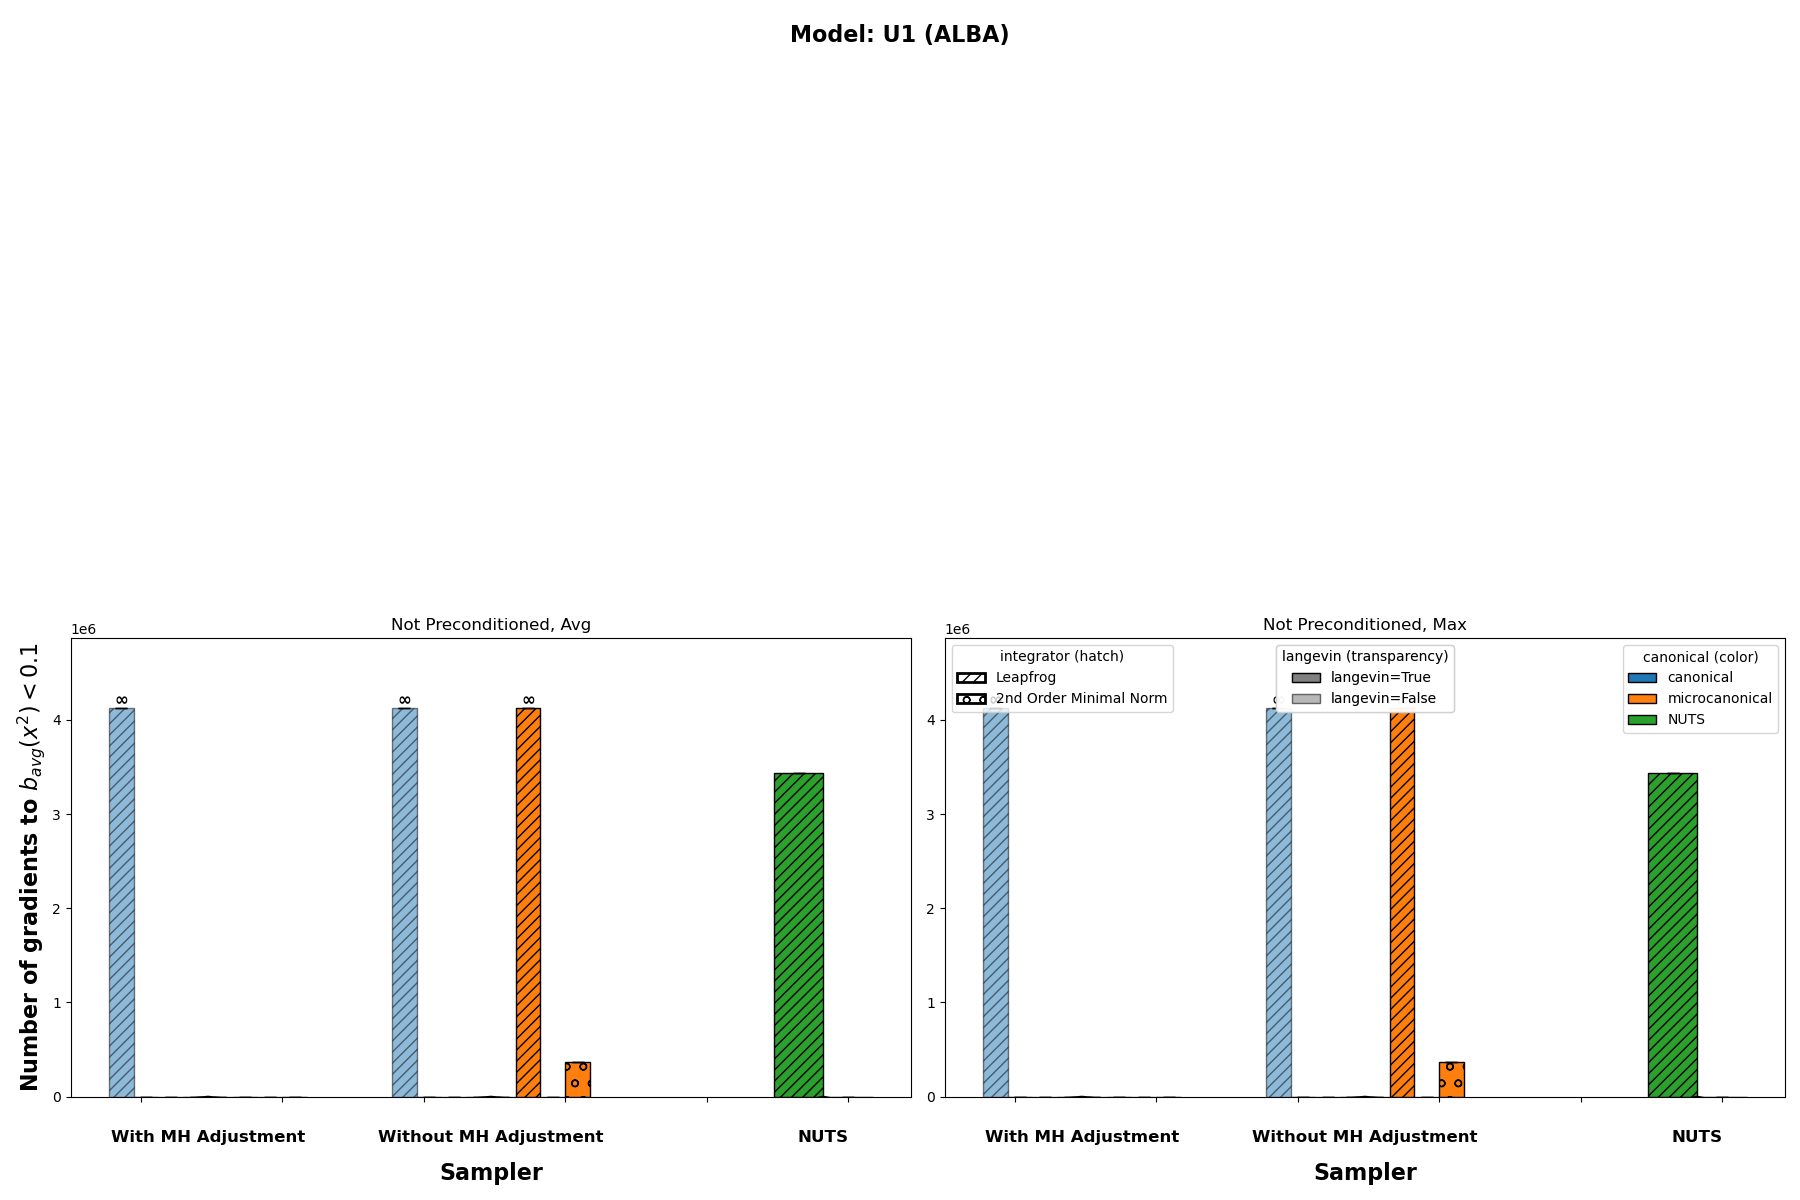 Model: U1 (ALBA)
Not Preconditioned, Avg
1e6
Number of gradients to b_avg(x²) < 0.1
4
3
2
1
0
∞
∞
∞
With MH Adjustment
Without MH Adjustment
NUTS
Sampler
Not Preconditioned, Max
1e6
integrator (hatch)
Leapfrog
2nd Order Minimal Norm
langevin (transparency)
langevin=True
langevin=False
canonical (color)
canonical
microcanonical
NUTS
4
3
2
1
0
With MH Adjustment
Without MH Adjustment
NUTS
Sampler